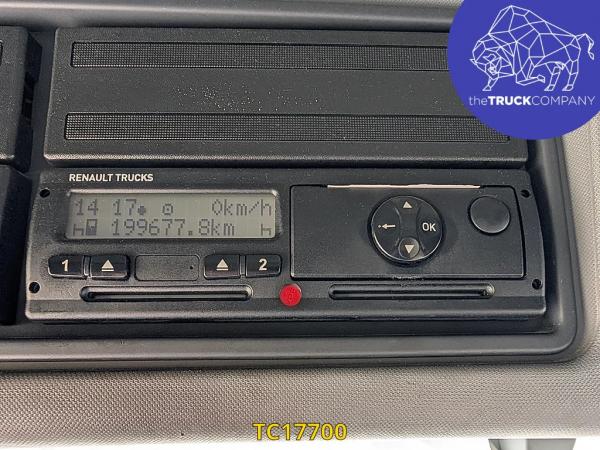 theTRUCKCOMPANY
RENAULT TRUCKS
14 17 0km/h
h 199677.8km h
1 2
OK
TC17700